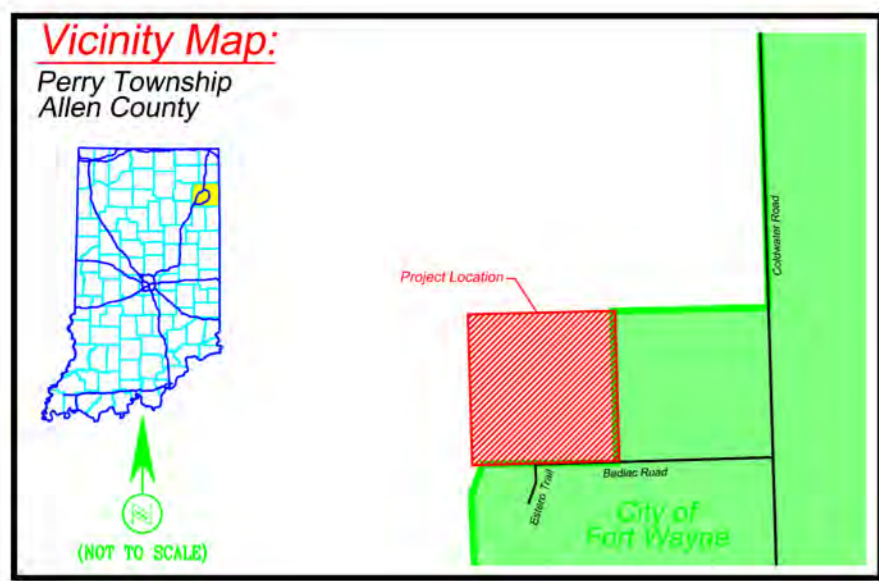 Vicinity Map:
Perry Township
Allen County
Coldwater Road
Project Location
Bediac Road
Estero Trail
City of
Fort Wayne
(NOT TO SCALE)